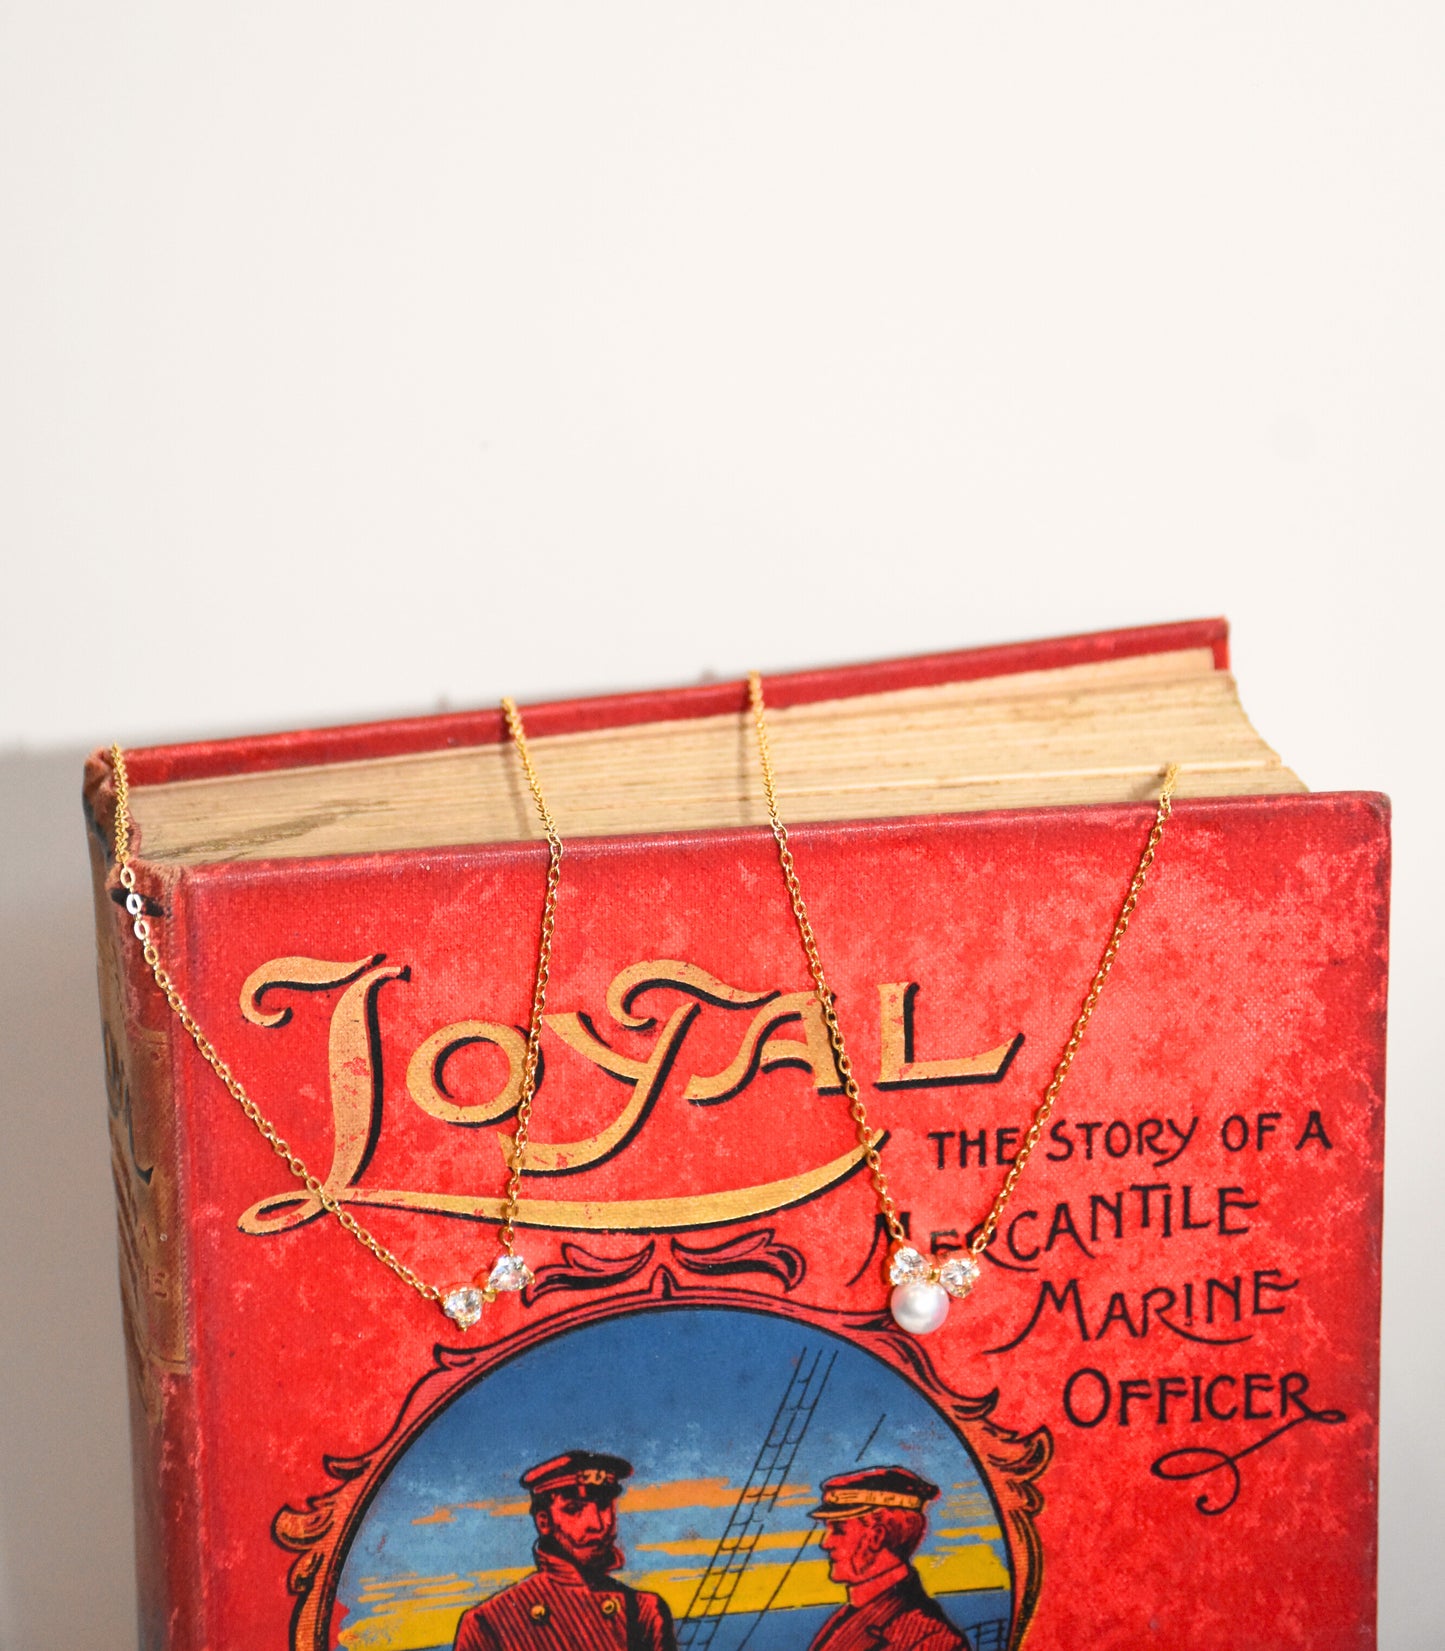 LOYAL
THE STORY OF A
MERCANTILE
MARINE
OFFICER